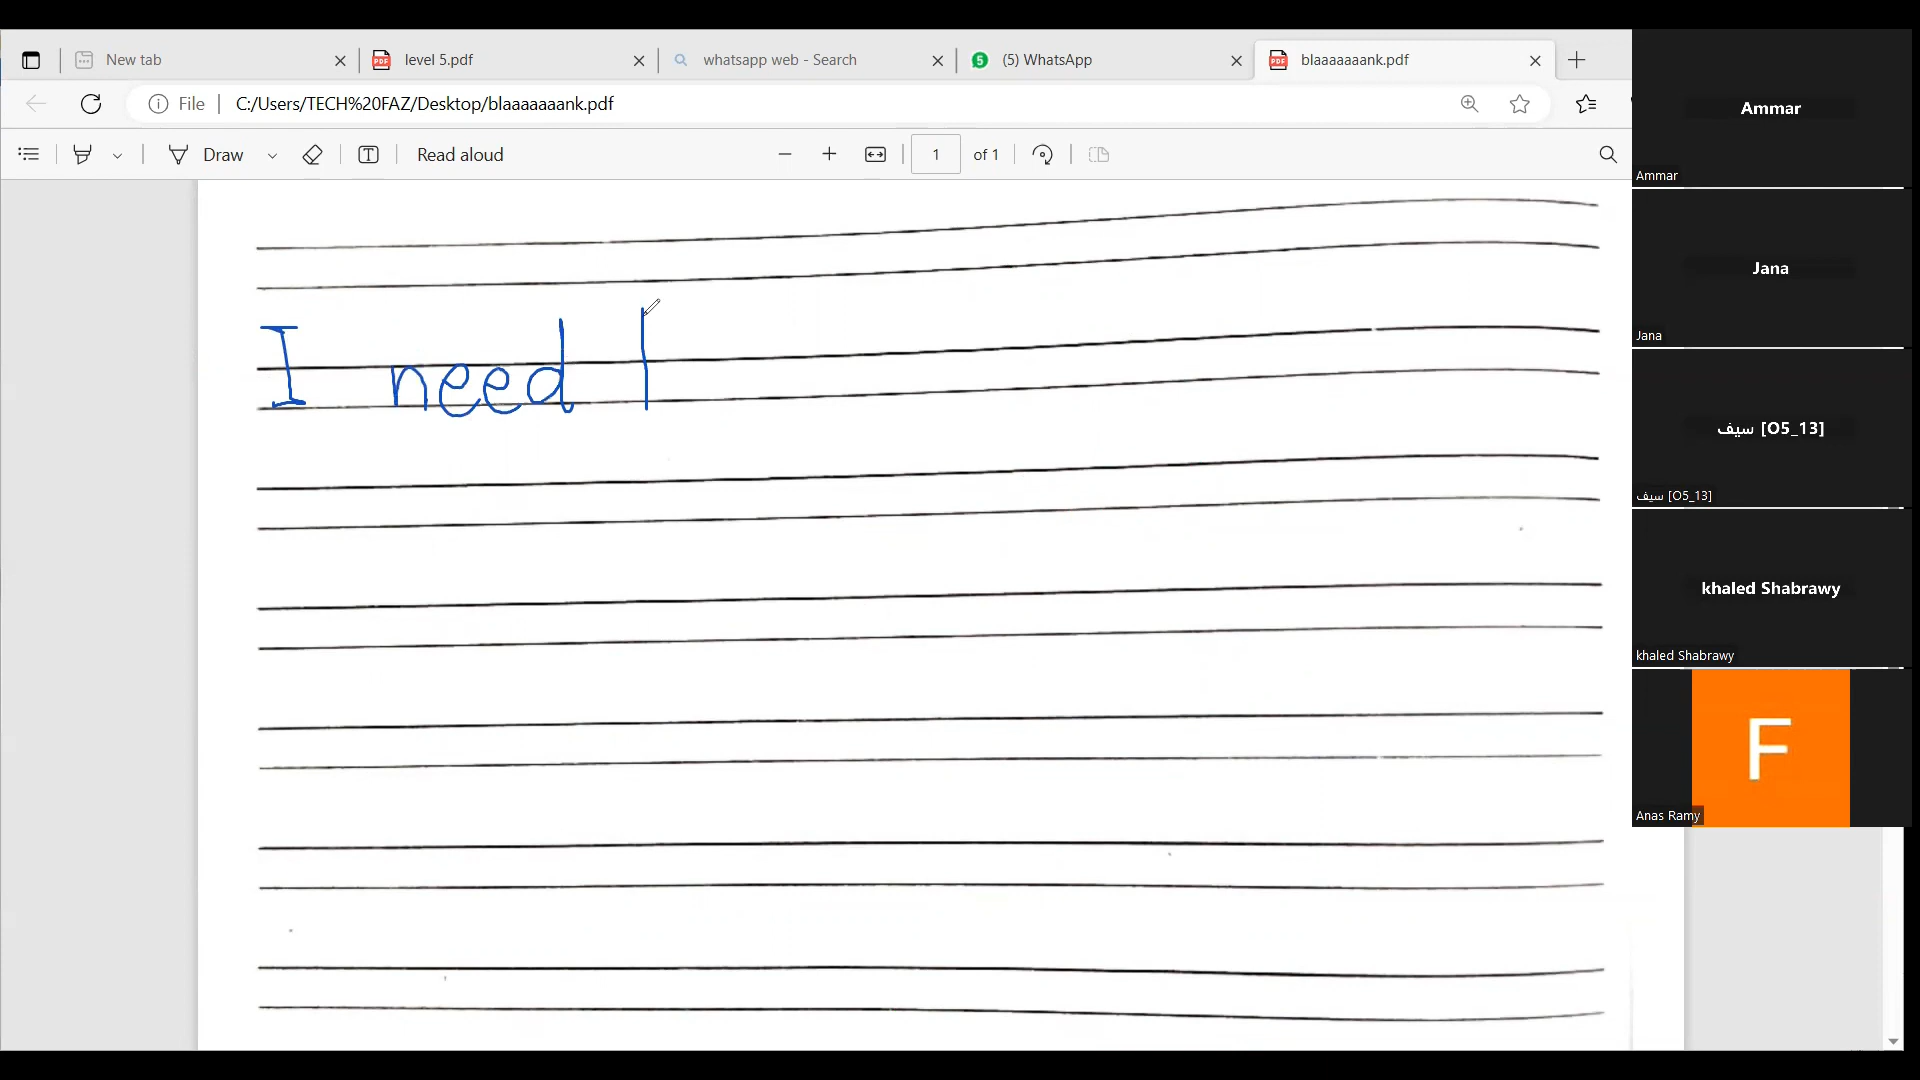 New tab
level 5.pdf
whatsapp web - Search
(5) WhatsApp
blaaaaaaank.pdf
File
C:/Users/TECH%20FAZ/Desktop/blaaaaaaank.pdf
Draw
Read aloud
1 of 1
I need
Ammar
Ammar
Jana
Jana
سيف [O5_13]
سيف [O5_13]
khaled Shabrawy
khaled Shabrawy
F
Anas Ramy